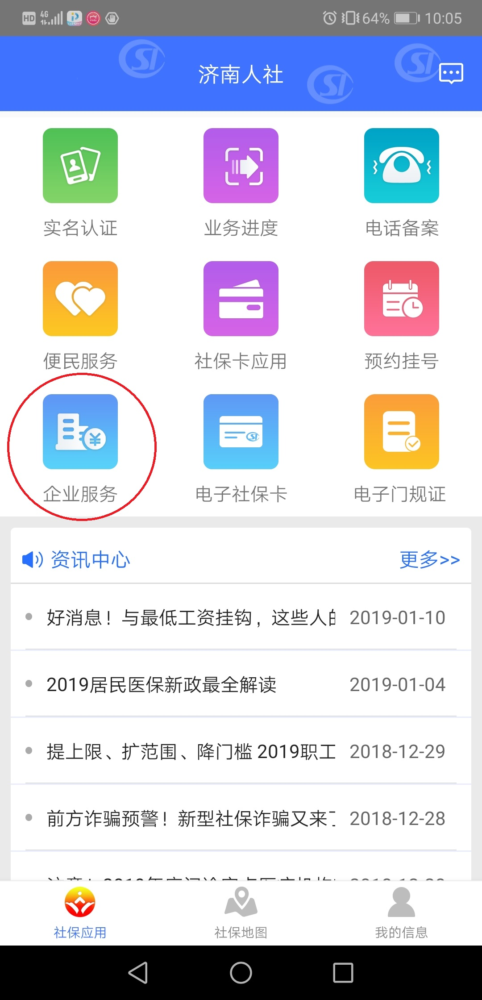 HD 4G 64% 10:05
济南人社
实名认证 业务进度 电话备案
便民服务 社保卡应用 预约挂号
企业服务 电子社保卡 电子门规证
资讯中心 更多>>
好消息！与最低工资挂钩，这些人的 2019-01-10
2019居民医保新政最全解读 2019-01-04
提上限、扩范围、降门槛 2019职工 2018-12-29
前方诈骗预警！新型社保诈骗又来了 2018-12-28
社保应用 社保地图 我的信息